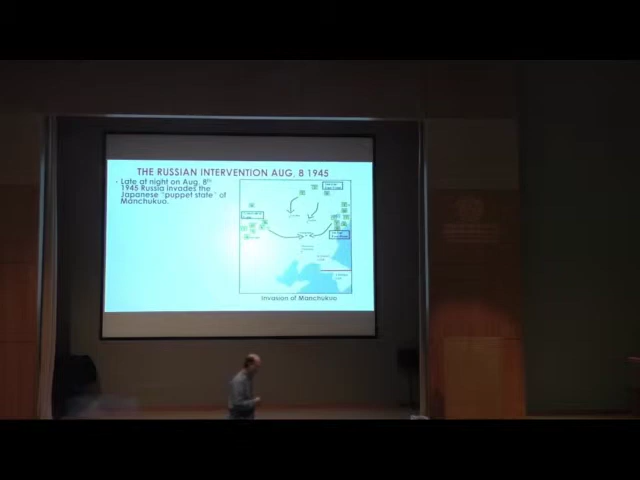 THE RUSSIAN INTERVENTION AUG. 8 1945
• Late at night on Aug. 8th
1945 Russia invades the
Japanese "puppet state" of
Manchukuo.
Invasion of Manchukuo